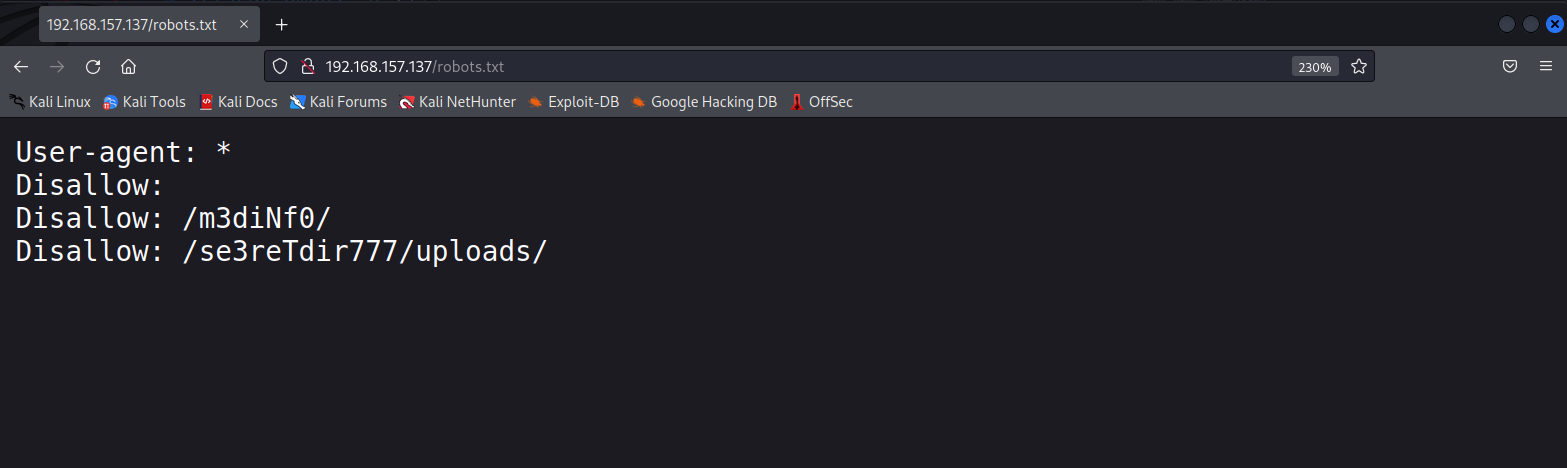 192.168.157.137/robots.txt
192.168.157.137/robots.txt
230%
Kali Linux
Kali Tools
Kali Docs
Kali Forums
Kali NetHunter
Exploit-DB
Google Hacking DB
OffSec
User-agent: *
Disallow:
Disallow: /m3diNf0/
Disallow: /se3reTdir777/uploads/